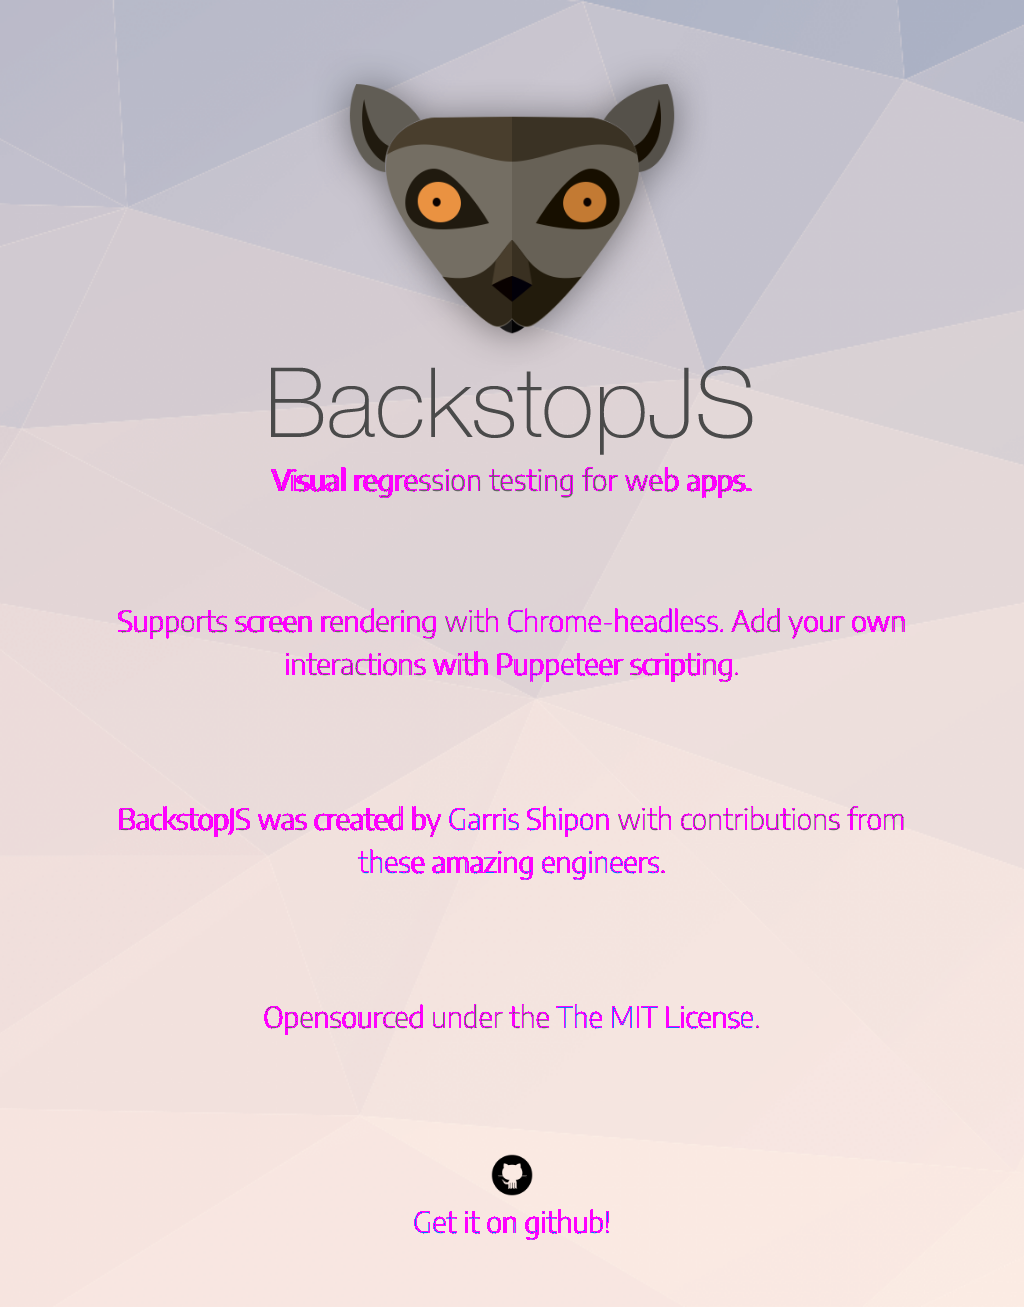 BackstopJS
Visual regression testing for web apps.
Supports screen rendering with Chrome-headless. Add your own
interactions with Puppeteer scripting.
BackstopJS was created by Garris Shipon with contributions from
these amazing engineers.
Opensourced under the The MIT License.
Get it on github!